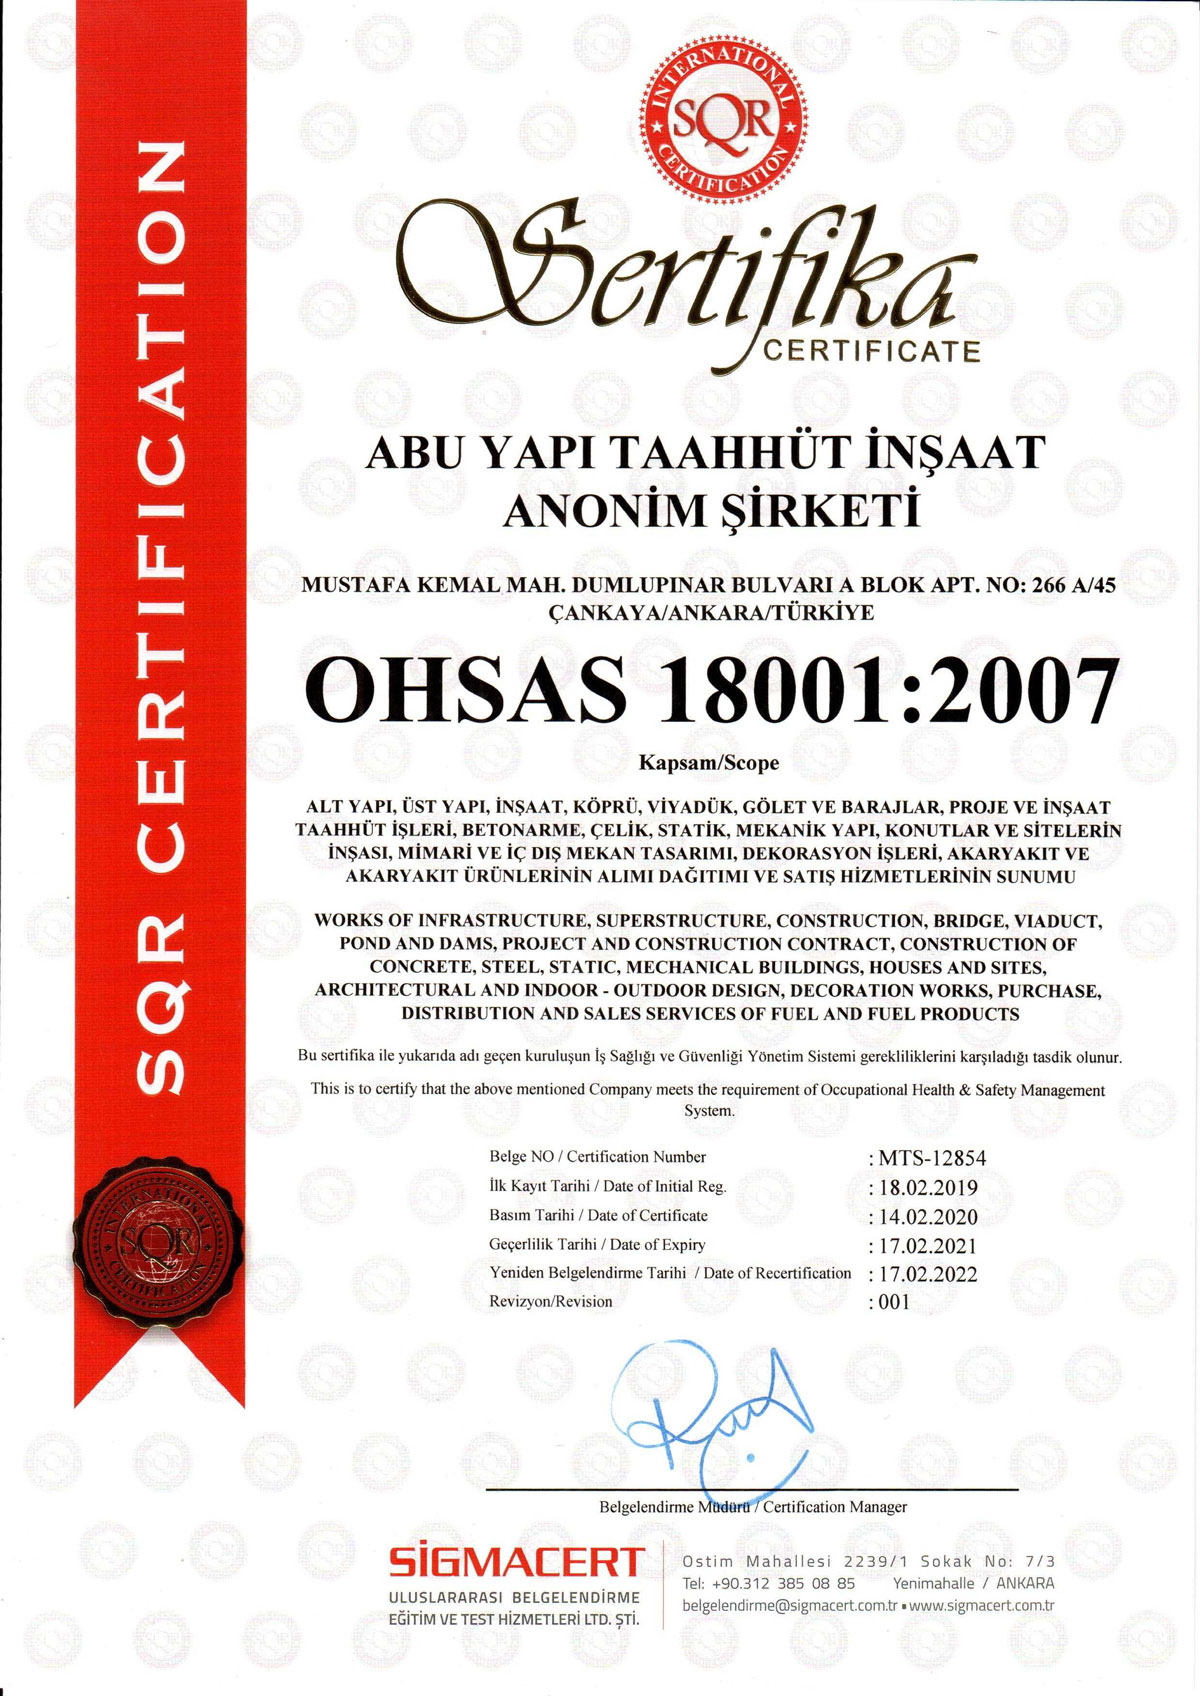 SQR CERTIFICATION
INTERNATIONAL
SQR
CERTIFICATION
Sertifika
CERTIFICATE
ABU YAPI TAAHHÜT İNŞAAT
ANONİM ŞİRKETİ
MUSTAFA KEMAL MAH. DUMLUPINAR BULVARI A BLOK APT. NO: 266 A/45
ÇANKAYA/ANKARA/TÜRKİYE
OHSAS 18001:2007
Kapsam/Scope
ALT YAPI, ÜST YAPI, İNŞAAT, KÖPRÜ, VİYADÜK, GÖLET VE BARAJLAR, PROJE VE İNŞAAT
TAAHHÜT İŞLERİ, BETONARME, ÇELİK, STATİK, MEKANİK YAPI, KONUTLAR VE SİTELERİN
İNŞASI, MİMARİ VE İÇ DIŞ MEKAN TASARIMI, DEKORASYON İŞLERİ, AKARYAKIT VE
AKARYAKIT ÜRÜNLERİNİN ALIMI DAĞITIMI VE SATIŞ HİZMETLERİNİN SUNUMU
WORKS OF INFRASTRUCTURE, SUPERSTRUCTURE, CONSTRUCTION, BRIDGE, VIADUCT,
POND AND DAMS, PROJECT AND CONSTRUCTION CONTRACT, CONSTRUCTION OF
CONCRETE, STEEL, STATIC, MECHANICAL BUILDINGS, HOUSES AND SITES,
ARCHITECTURAL AND INDOOR - OUTDOOR DESIGN, DECORATION WORKS, PURCHASE,
DISTRIBUTION AND SALES SERVICES OF FUEL AND FUEL PRODUCTS
Bu sertifika ile yukarıda adı geçen kuruluşun İş Sağlığı ve Güvenliği Yönetim Sistemi gerekliliklerini karşıladığı tasdik olunur.
This is to certify that the above mentioned Company meets the requirement of Occupational Health & Safety Management
System.
Belge NO / Certification Number : MTS-12854
İlk Kayıt Tarihi / Date of Initial Reg. : 18.02.2019
Basım Tarihi / Date of Certificate : 14.02.2020
Geçerlilik Tarihi / Date of Expiry : 17.02.2021
Yeniden Belgelendirme Tarihi / Date of Recertification : 17.02.2022
Revizyon/Revision : 001
INTERNATIONAL
SQR
CERTIFICATION
Belgelendirme Müdürü / Certification Manager
SİGMACERT
ULUSLARARASI BELGELENDİRME
EĞİTİM VE TEST HİZMETLERİ LTD. ŞTİ.
Ostim Mahallesi 2239/1 Sokak No: 7/3
Tel: +90.312 385 08 85 Yenimahalle / ANKARA
belgelendirme@sigmacert.com.tr ▪ www.sigmacert.com.tr